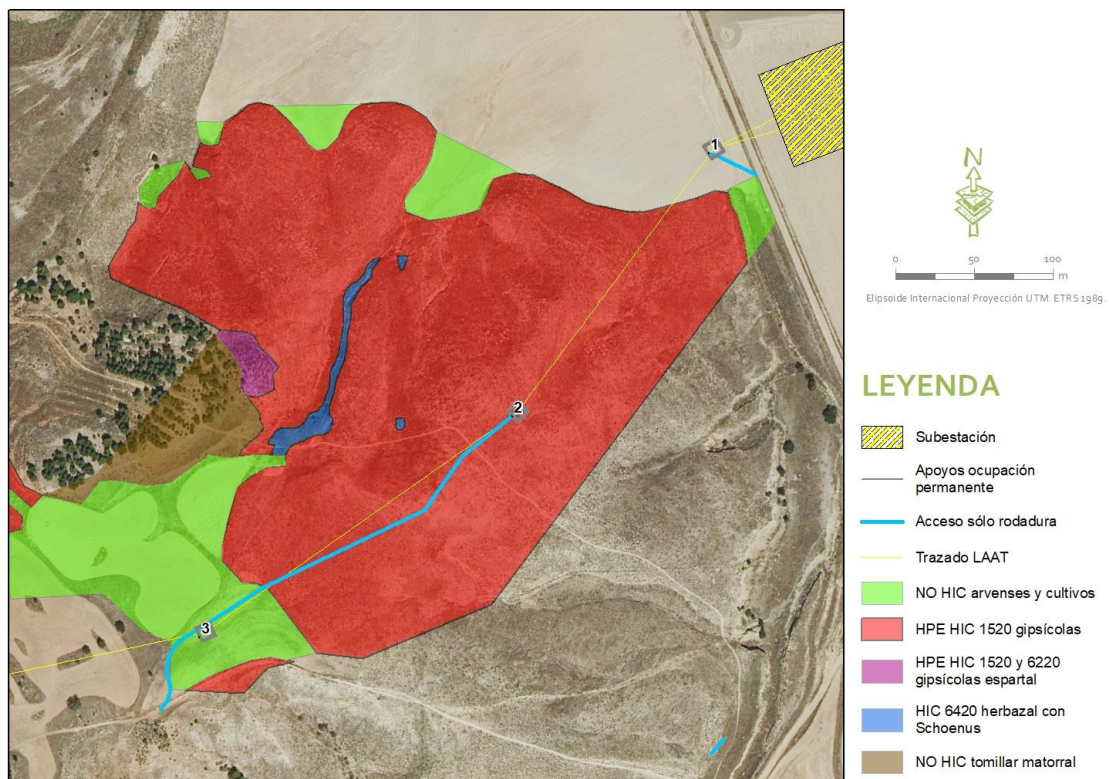 1
2
3
N
0 50 100
m
Elipsoide Internacional Proyección UTM. ETRS 1989.
LEYENDA
Subestación
Apoyos ocupación
permanente
Acceso sólo rodadura
Trazado LAAT
NO HIC arvenses y cultivos
HPE HIC 1520 gipsícolas
HPE HIC 1520 y 6220
gipsícolas espartal
HIC 6420 herbazal con
Schoenus
NO HIC tomillar matorral